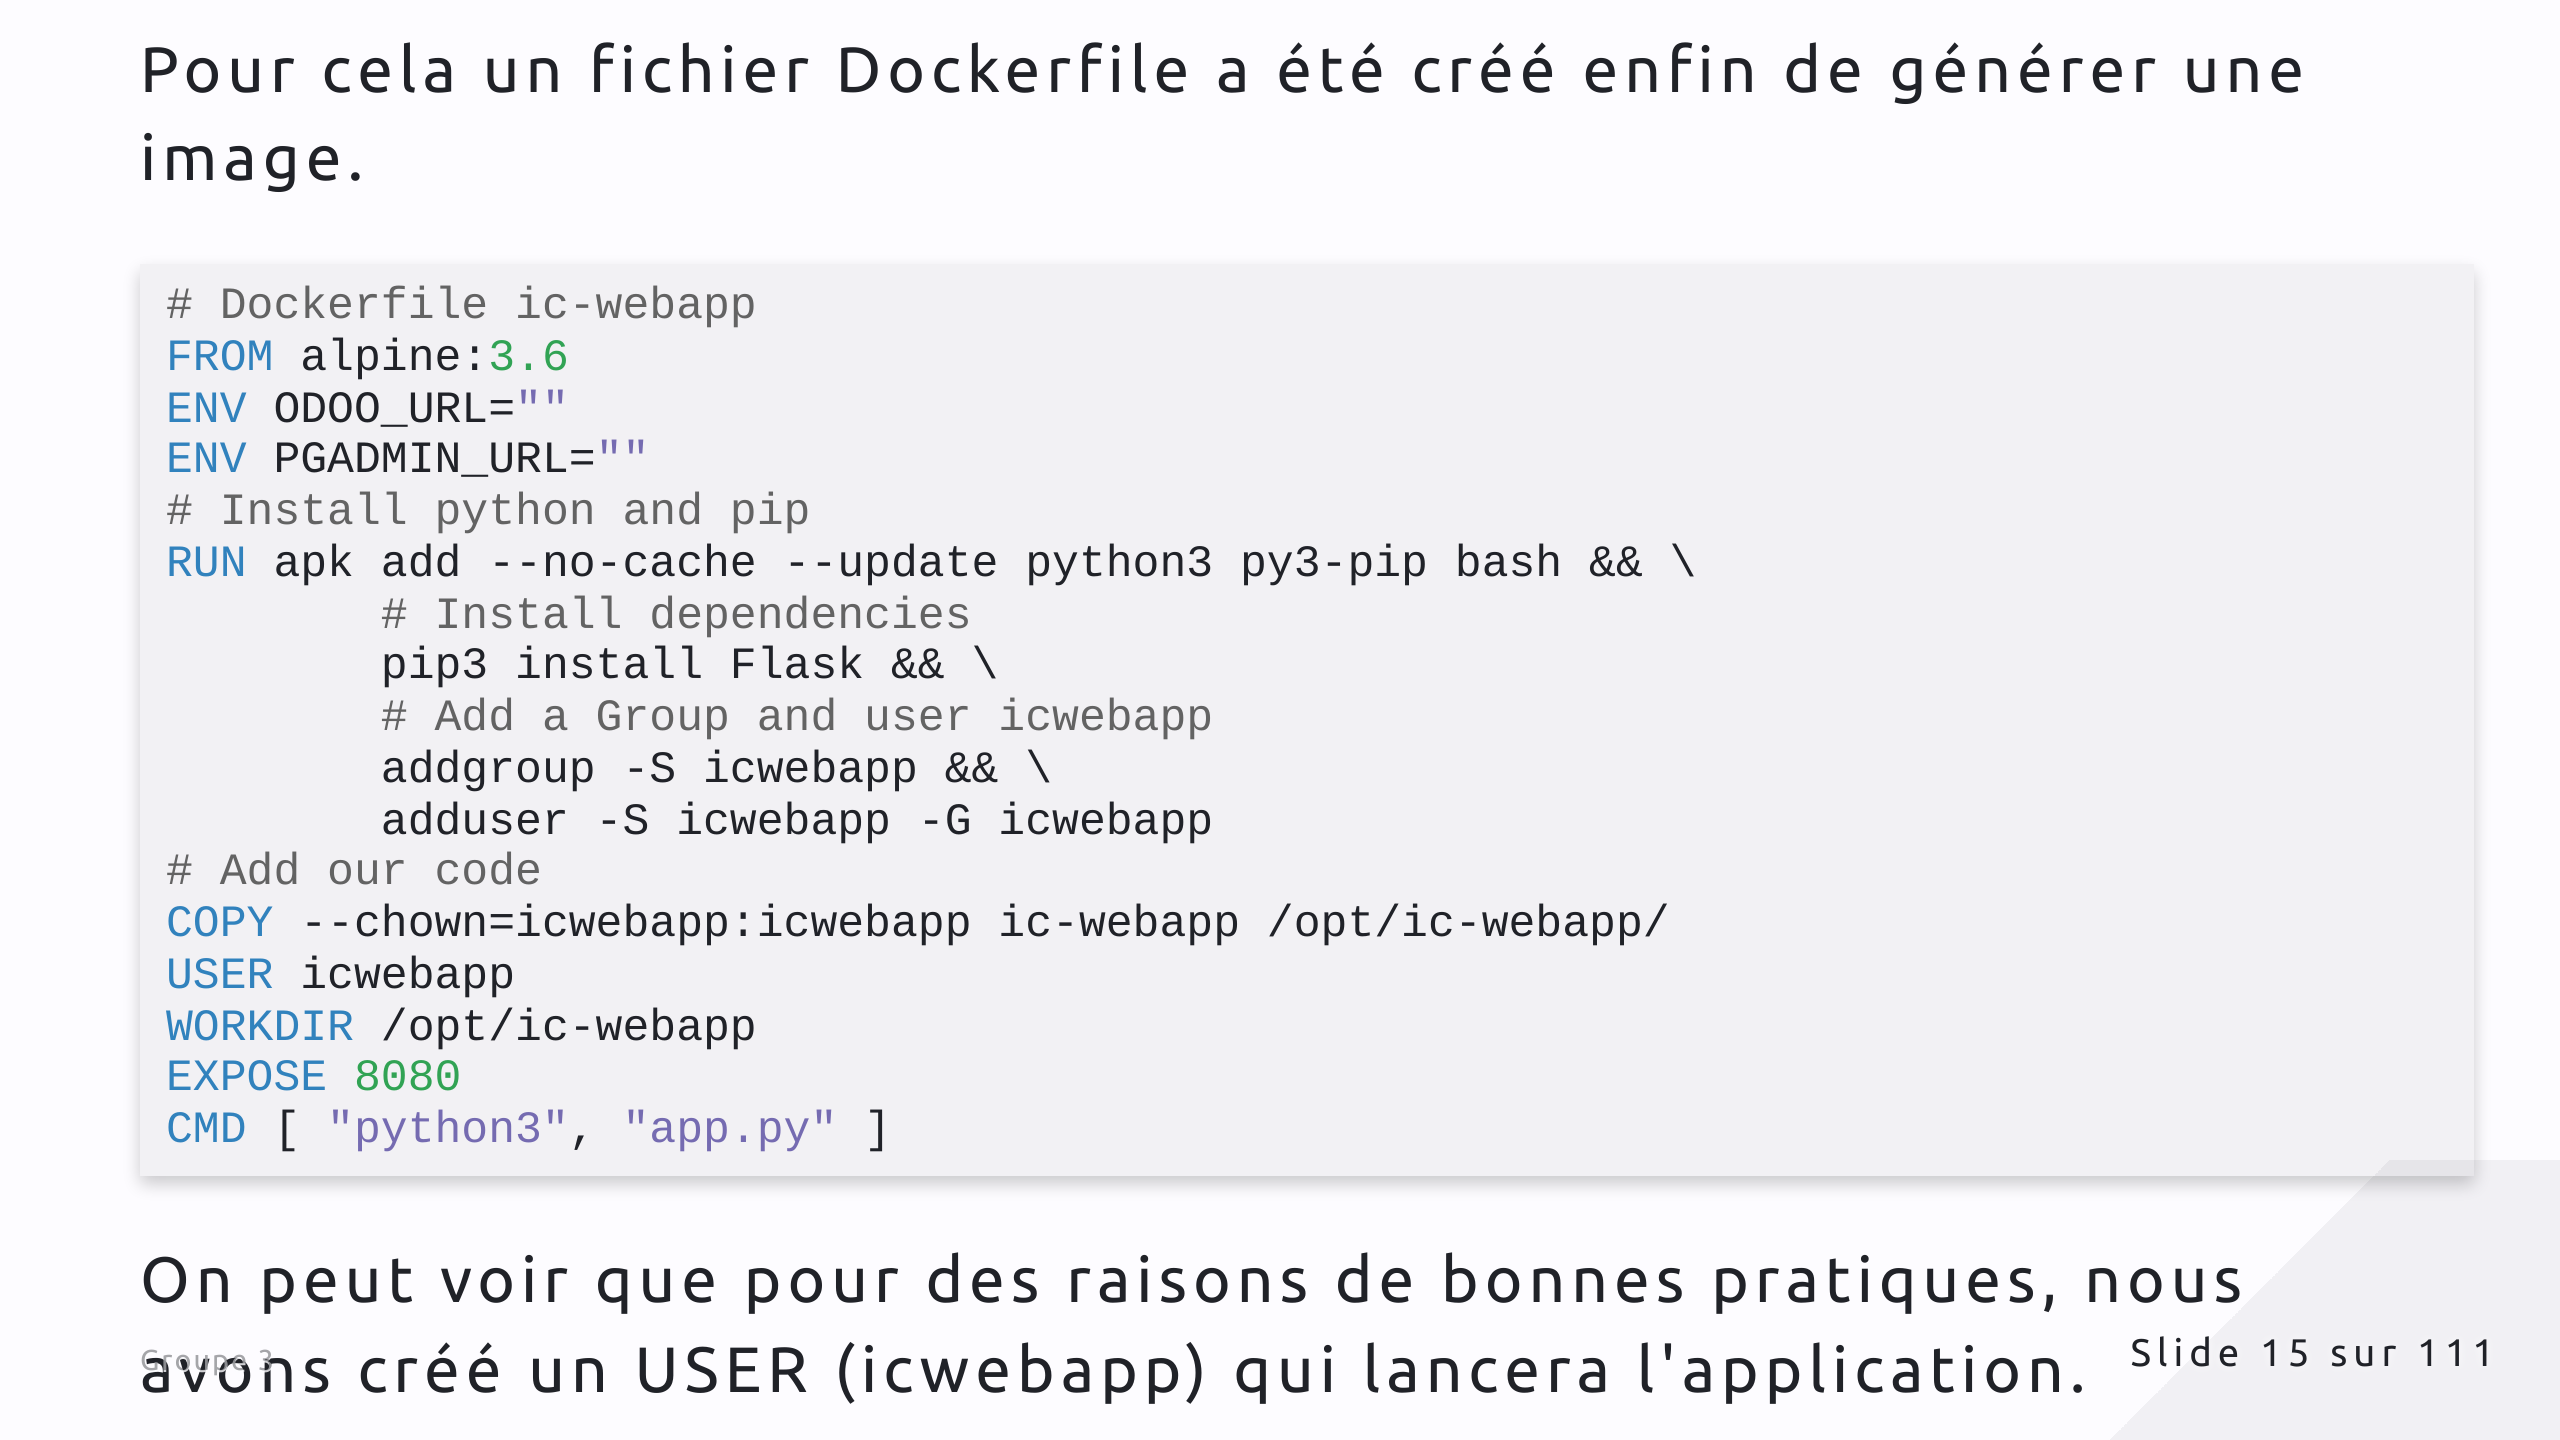 Pour cela un fichier Dockerfile a été créé enfin de générer une
image.
# Dockerfile ic-webapp
FROM alpine:3.6
ENV ODOO_URL=""
ENV PGADMIN_URL=""
# Install python and pip
RUN apk add --no-cache --update python3 py3-pip bash && \
        # Install dependencies
        pip3 install Flask && \
        # Add a Group and user icwebapp
        addgroup -S icwebapp && \
        adduser -S icwebapp -G icwebapp
# Add our code
COPY --chown=icwebapp:icwebapp ic-webapp /opt/ic-webapp/
USER icwebapp
WORKDIR /opt/ic-webapp
EXPOSE 8080
CMD [ "python3", "app.py" ]
On peut voir que pour des raisons de bonnes pratiques, nous
avons créé un USER (icwebapp) qui lancera l'application.
Groupe 3
Slide 15 sur 111